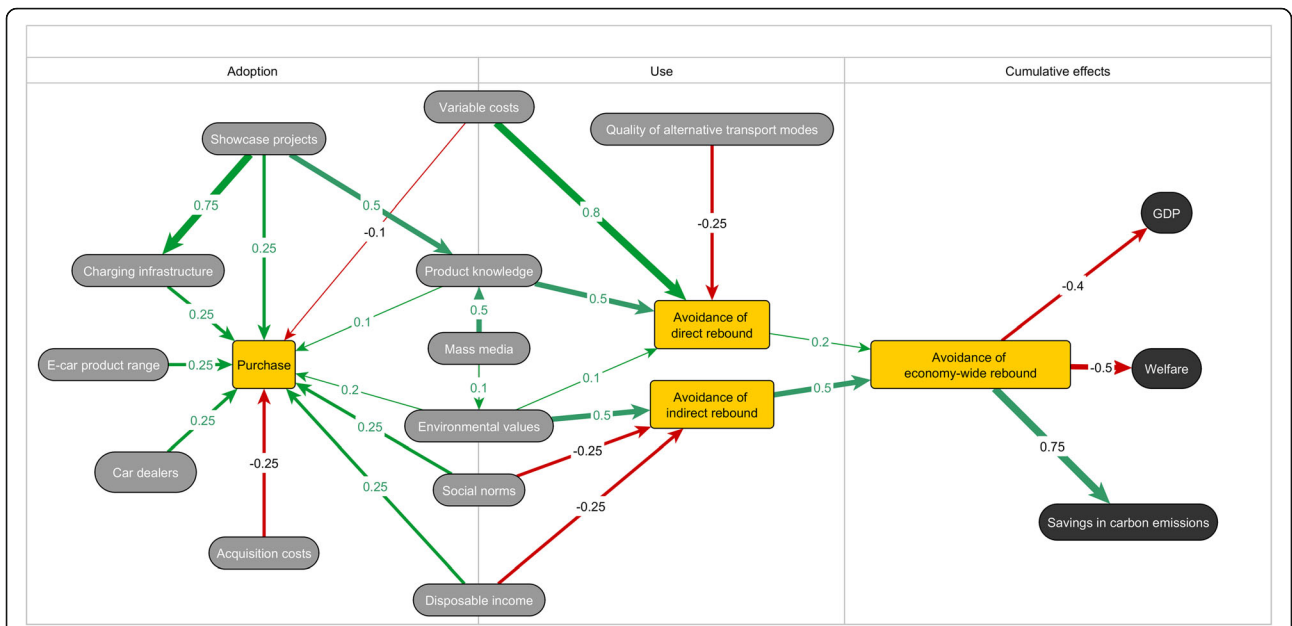 Adoption
Use
Cumulative effects
Variable costs
Quality of alternative transport modes
Showcase projects
0.75
0.25
0.5
-0.1
0.8
-0.25
GDP
Charging infrastructure
Product knowledge
0.25
0.1
0.5
0.5
Avoidance of
direct rebound
-0.4
E-car product range
0.25
Purchase
Mass media
0.2
0.1
0.1
0.2
Avoidance of
economy-wide rebound
-0.5
Welfare
Avoidance of
indirect rebound
0.5
Environmental values
0.5
0.25
-0.25
Car dealers
0.25
-0.25
0.25
Social norms
-0.25
0.75
Savings in carbon emissions
Acquisition costs
Disposable income